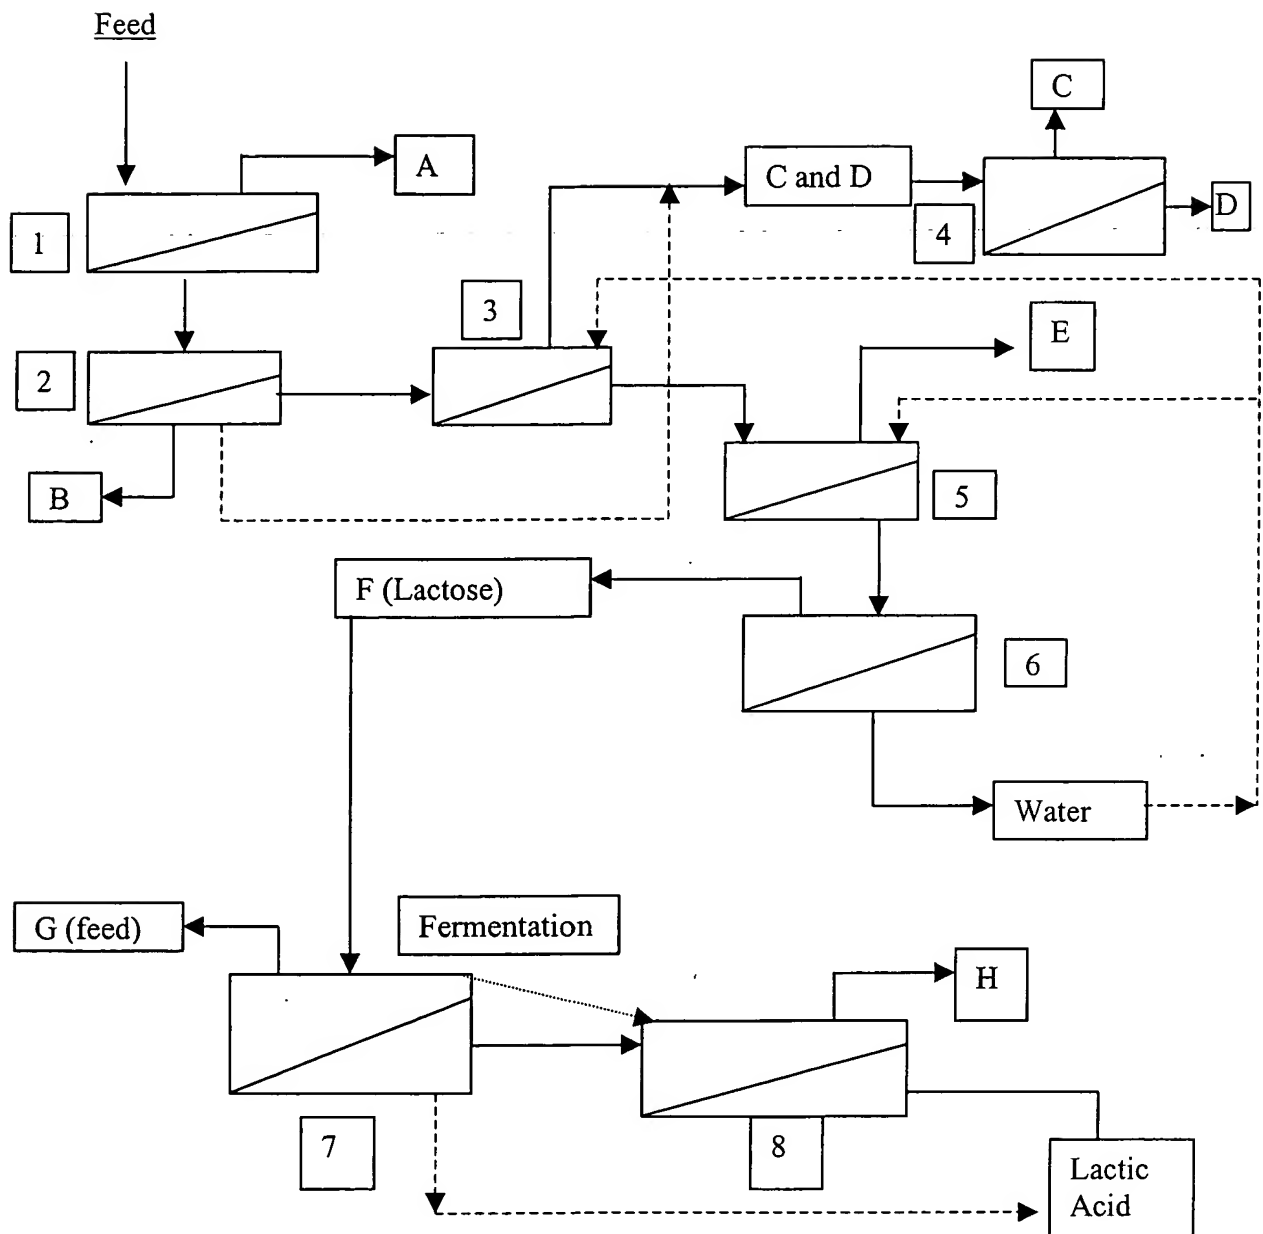 Feed
C
A
C and D
D
1
4
3
E
2
B
5
F (Lactose)
6
Water
G (feed)
Fermentation
H
7
8
Lactic
Acid